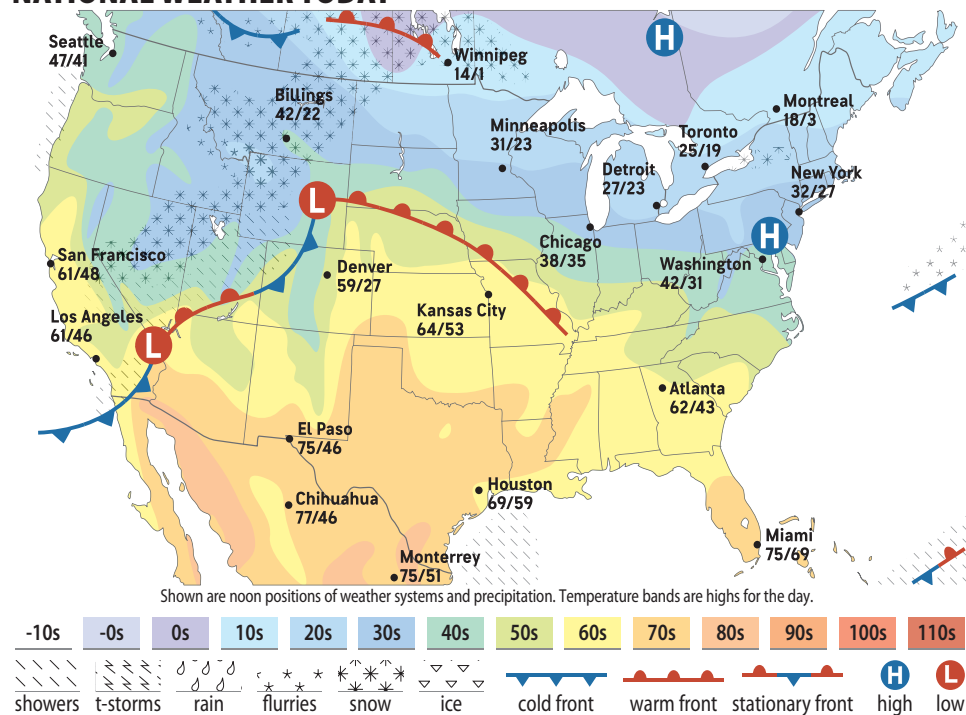 NATIONAL WEATHER TODAY
Seattle
47/41
Winnipeg
14/1
H
Billings
42/22
Montreal
18/3
Minneapolis
31/23
Toronto
25/19
Detroit
27/23
New York
32/27
L
H
San Francisco
61/48
Denver
59/27
Chicago
38/35
Washington
42/31
Los Angeles
61/46
Kansas City
64/53
L
Atlanta
62/43
El Paso
75/46
Houston
69/59
Chihuahua
77/46
Miami
75/69
Monterrey
75/51
Shown are noon positions of weather systems and precipitation. Temperature bands are highs for the day.
-10s -0s 0s 10s 20s 30s 40s 50s 60s 70s 80s 90s 100s 110s
H L
showers t-storms rain flurries snow ice cold front warm front stationary front high low